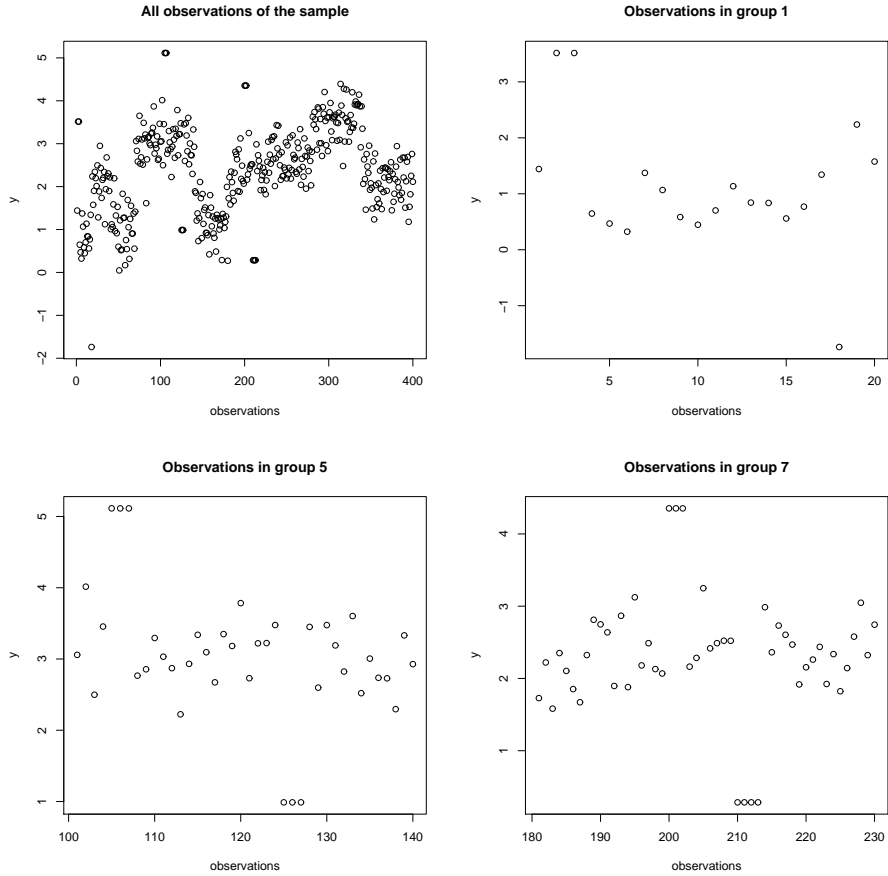 All observations of the sample
y
5
4
3
2
1
0
−1
−2
0 100 200 300 400
observations
Observations in group 1
y
3
2
1
0
−1
5 10 15 20
observations
Observations in group 5
y
5
4
3
2
1
100 110 120 130 140
observations
Observations in group 7
y
4
3
2
1
180 190 200 210 220 230
observations